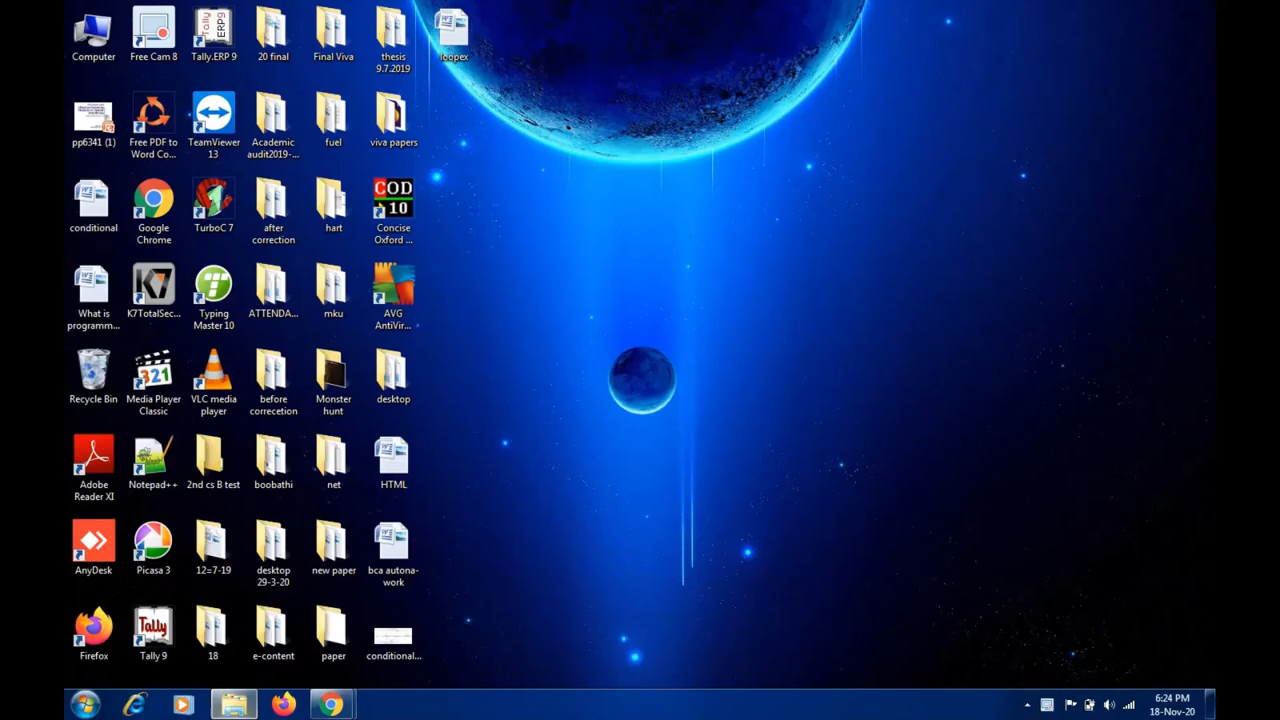 Computer
Free Cam 8
Tally.ERP 9
20 final
Final Viva
thesis
9.7.2019
loopex
pp6341 (1)
Free PDF to
Word Co...
TeamViewer
13
Academic
audit2019-...
fuel
viva papers
conditional
Google
Chrome
TurboC 7
after
correction
hart
COD
10
Concise
Oxford ...
What is
programm...
K7TotalSec...
Typing
Master 10
ATTENDA...
mku
AVG
AntiVir...
Recycle Bin
321
Media Player
Classic
VLC media
player
before
correcetion
Monster
hunt
desktop
Adobe
Reader XI
Notepad++
2nd cs B test
boobathi
net
HTML
AnyDesk
Picasa 3
12=7-19
desktop
29-3-20
new paper
bca autona-
work
Firefox
Tally
Tally 9
18
e-content
paper
conditional...
6:24 PM
18-Nov-20